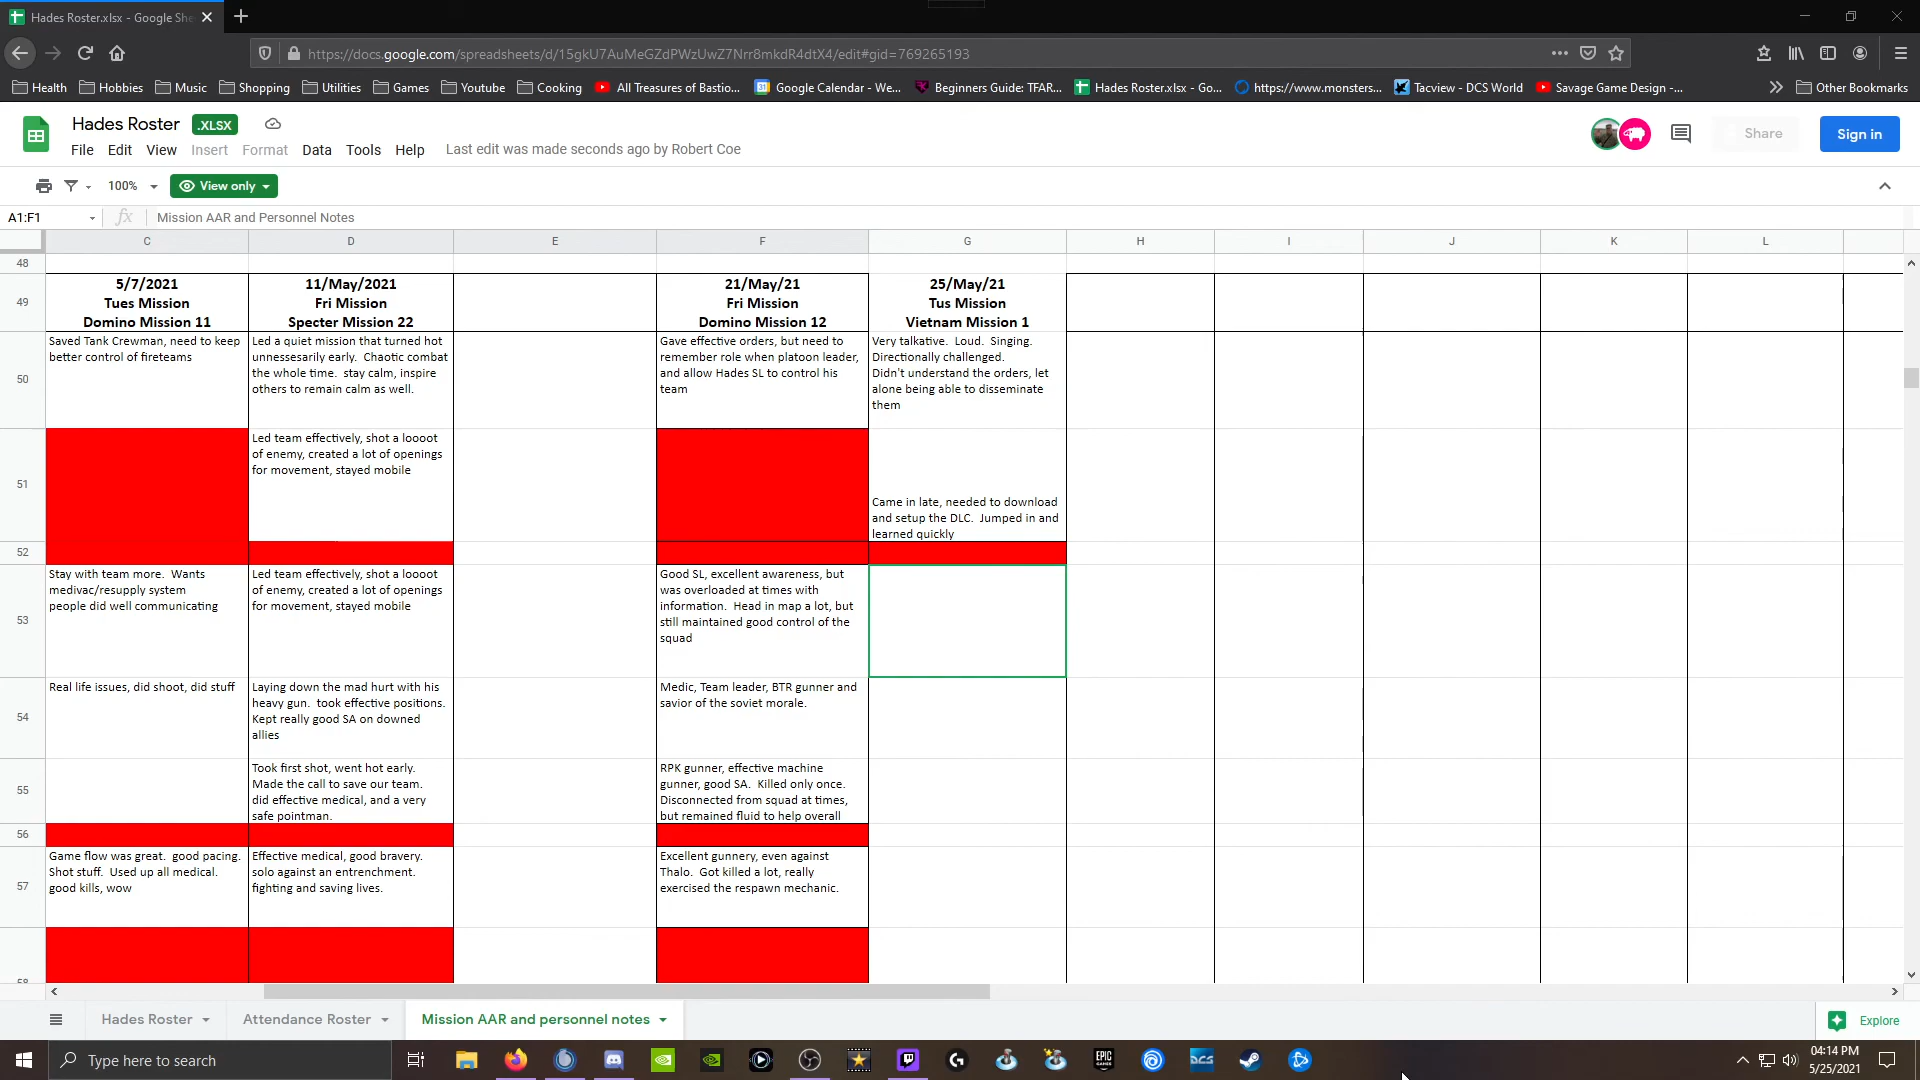 Hades Roster.xlsx - Google She
https://docs.google.com/spreadsheets/d/15gkU7AuMeGZdPWzUwZ7Nrr8mkdR4dtX4/edit#gid=769265193
Health Hobbies Music Shopping Utilities Games Youtube Cooking All Treasures of Bastio... Google Calendar - We... Beginners Guide: TFAR... Hades Roster.xlsx - Go... https://www.monsters... Tacview - DCS World Savage Game Design -... Other Bookmarks
Hades Roster .XLSX
Share Sign in
File Edit View Insert Format Data Tools Help Last edit was made seconds ago by Robert Coe
100% View only
A1:F1 fx Mission AAR and Personnel Notes
C D E F G H I J K L
48
49
5/7/2021
Tues Mission
Domino Mission 11
11/May/2021
Fri Mission
Specter Mission 22
21/May/21
Fri Mission
Domino Mission 12
25/May/21
Tus Mission
Vietnam Mission 1
50
Saved Tank Crewman, need to keep
better control of fireteams
Led a quiet mission that turned hot
unnessesarily early. Chaotic combat
the whole time. stay calm, inspire
others to remain calm as well.
Gave effective orders, but need to
remember role when platoon leader,
and allow Hades SL to control his
team
Very talkative. Loud. Singing.
Directionally challenged.
Didn't understand the orders, let
alone being able to disseminate
them
51
Led team effectively, shot a loooot
of enemy, created a lot of openings
for movement, stayed mobile
Came in late, needed to download
and setup the DLC. Jumped in and
learned quickly
52
53
Stay with team more. Wants
medivac/resupply system
people did well communicating
Led team effectively, shot a loooot
of enemy, created a lot of openings
for movement, stayed mobile
Good SL, excellent awareness, but
was overloaded at times with
information. Head in map a lot, but
still maintained good control of the
squad
54
Real life issues, did shoot, did stuff
Laying down the mad hurt with his
heavy gun. took effective positions.
Kept really good SA on downed
allies
Medic, Team leader, BTR gunner and
savior of the soviet morale.
55
Took first shot, went hot early.
Made the call to save our team.
did effective medical, and a very
safe pointman.
RPK gunner, effective machine
gunner, good SA. Killed only once.
Disconnected from squad at times,
but remained fluid to help overall
56
57
Game flow was great. good pacing.
Shot stuff. Used up all medical.
good kills, wow
Effective medical, good bravery.
solo against an entrenchment.
fighting and saving lives.
Excellent gunnery, even against
Thalo. Got killed a lot, really
exercised the respawn mechanic.
Hades Roster Attendance Roster Mission AAR and personnel notes Explore
Type here to search
EPIC GAMES
DCS
04:14 PM
5/25/2021